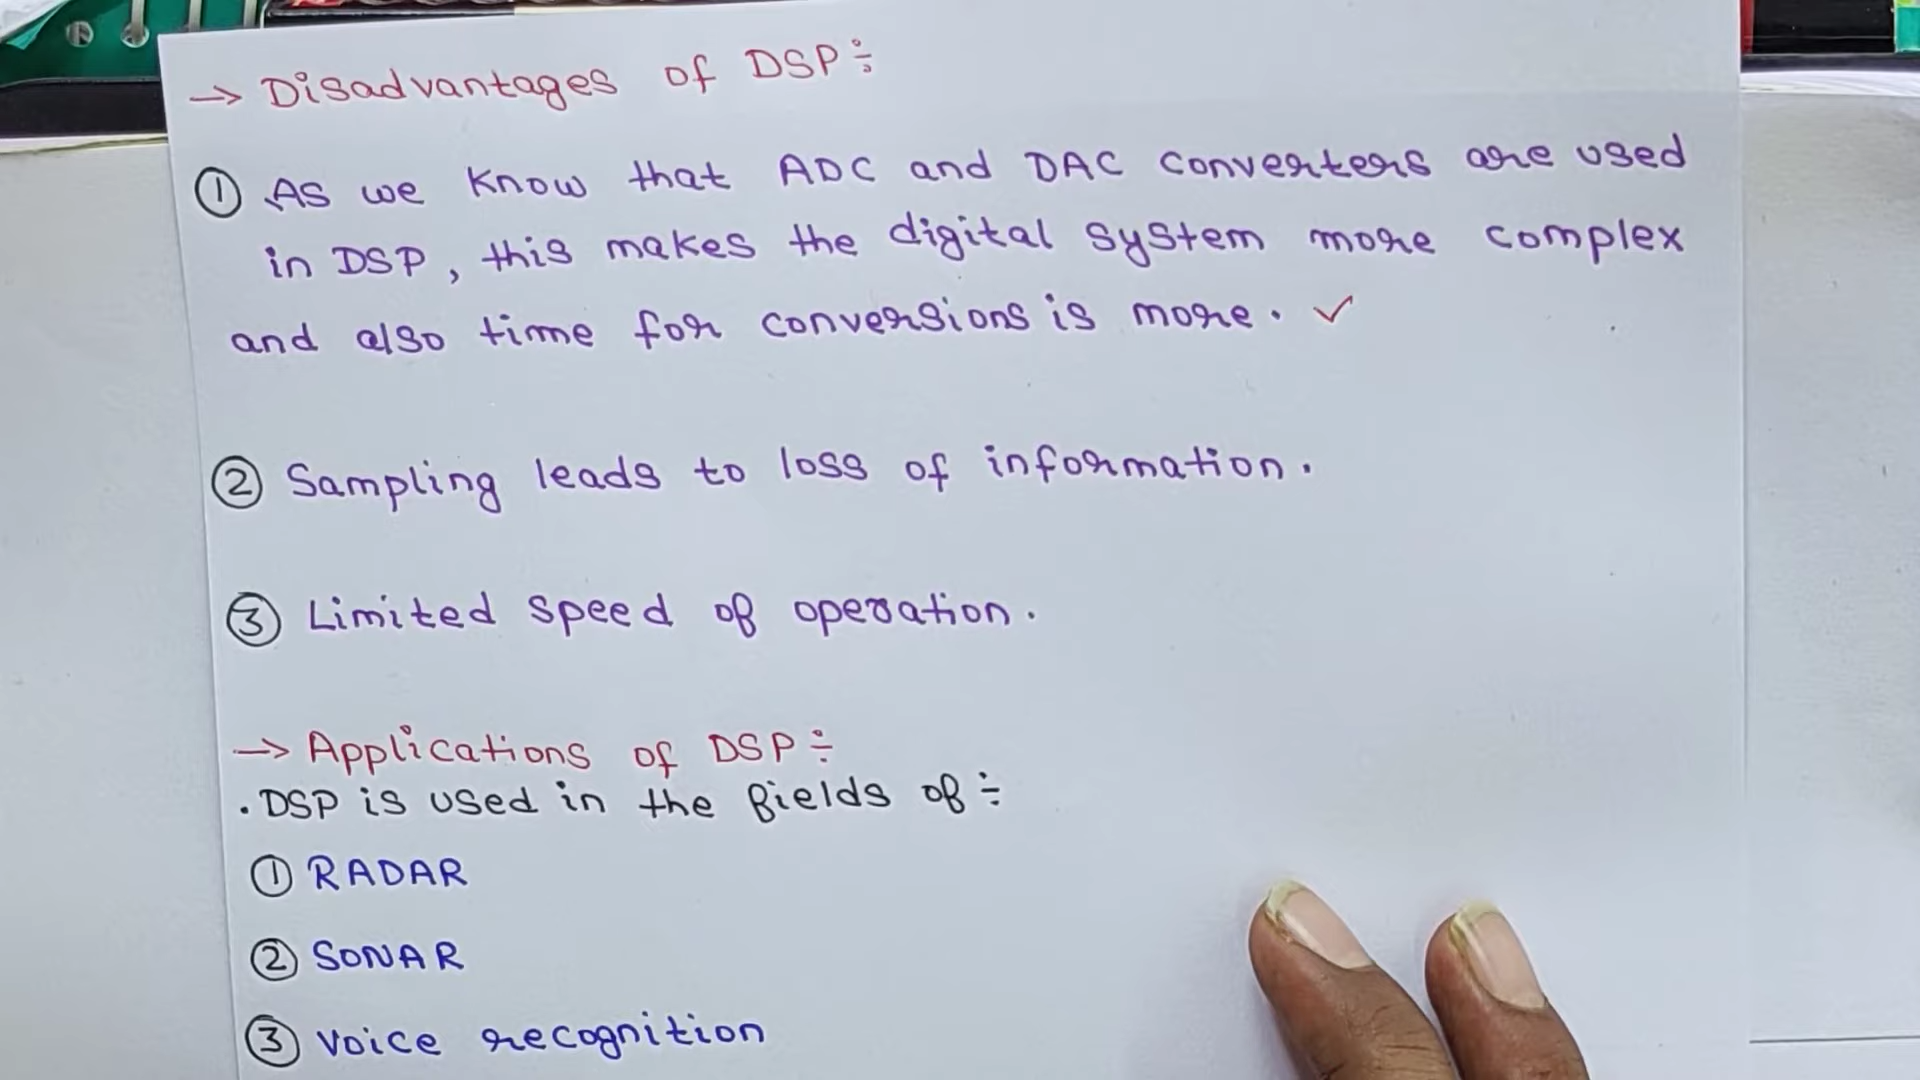 → Disadvantages of DSP÷
① As we know that ADC and DAC converters are used
in DSP, this makes the digital system more complex
and also time for conversions is more. ✓
② Sampling leads to loss of information.
③ Limited speed of operation.
→ Applications of DSP÷
. DSP is used in the fields of÷
① RADAR
② SONAR
③ voice recognition